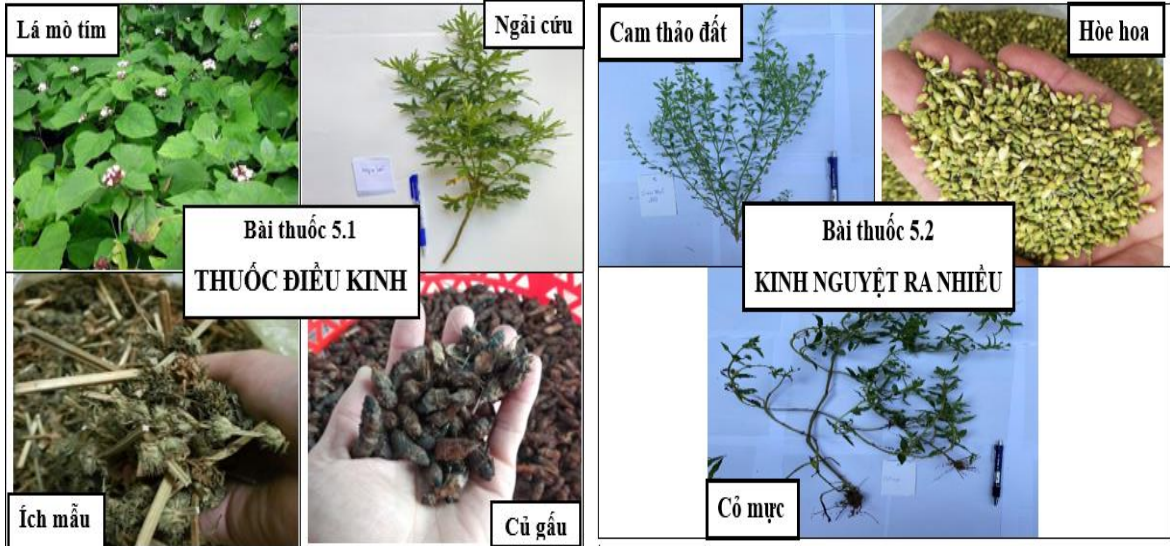 Lá mò tím
Ngải cứu
Bài thuốc 5.1
THUỐC ĐIỀU KINH
Ích mẫu
Củ gấu
Cam thảo đất
Hòe hoa
Bài thuốc 5.2
KINH NGUYỆT RA NHIỀU
Cỏ mực